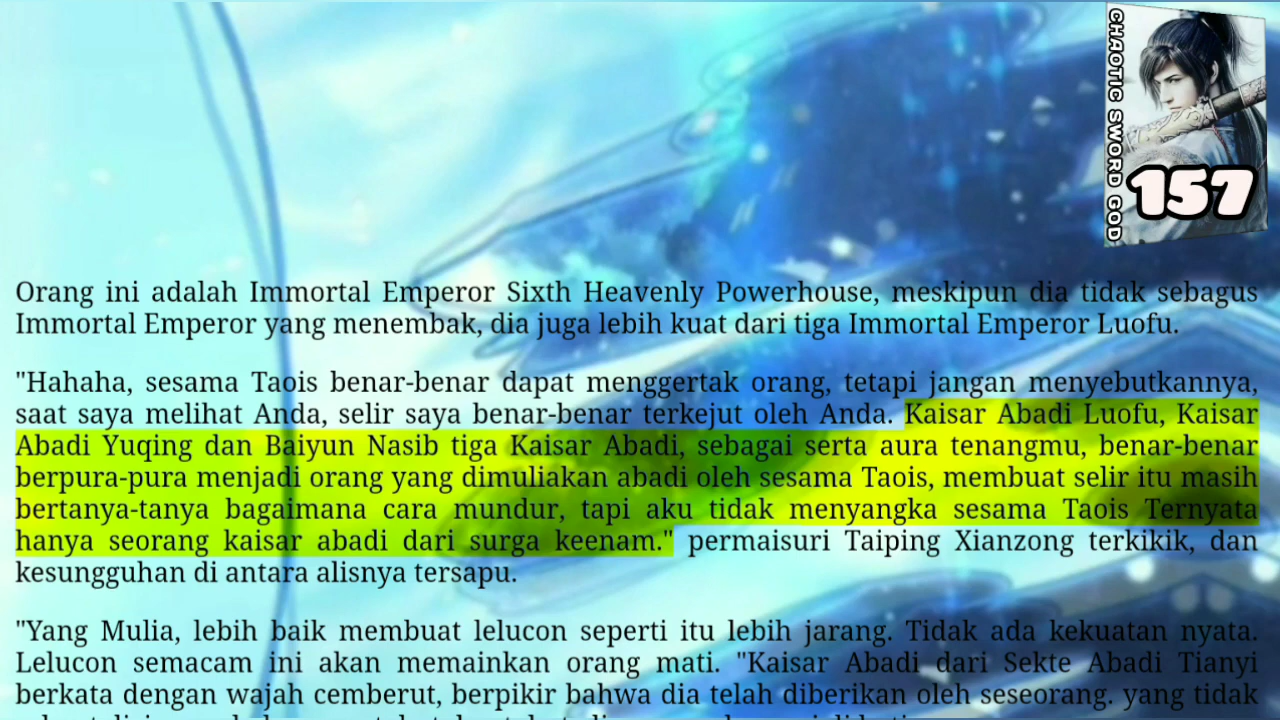 CHAOTIC SWORD GOD
157
Orang ini adalah Immortal Emperor Sixth Heavenly Powerhouse, meskipun dia tidak sebagus
Immortal Emperor yang menembak, dia juga lebih kuat dari tiga Immortal Emperor Luofu.
"Hahaha, sesama Taois benar-benar dapat menggertak orang, tetapi jangan menyebutkannya,
saat saya melihat Anda, selir saya benar-benar terkejut oleh Anda. Kaisar Abadi Luofu, Kaisar
Abadi Yuqing dan Baiyun Nasib tiga Kaisar Abadi, sebagai serta aura tenangmu, benar-benar
berpura-pura menjadi orang yang dimuliakan abadi oleh sesama Taois, membuat selir itu masih
bertanya-tanya bagaimana cara mundur, tapi aku tidak menyangka sesama Taois Ternyata
hanya seorang kaisar abadi dari surga keenam." permaisuri Taiping Xianzong terkikik, dan
kesungguhan di antara alisnya tersapu.
"Yang Mulia, lebih baik membuat lelucon seperti itu lebih jarang. Tidak ada kekuatan nyata.
Lelucon semacam ini akan memainkan orang mati. "Kaisar Abadi dari Sekte Abadi Tianyi
berkata dengan wajah cemberut, berpikir bahwa dia telah diberikan oleh seseorang. yang tidak